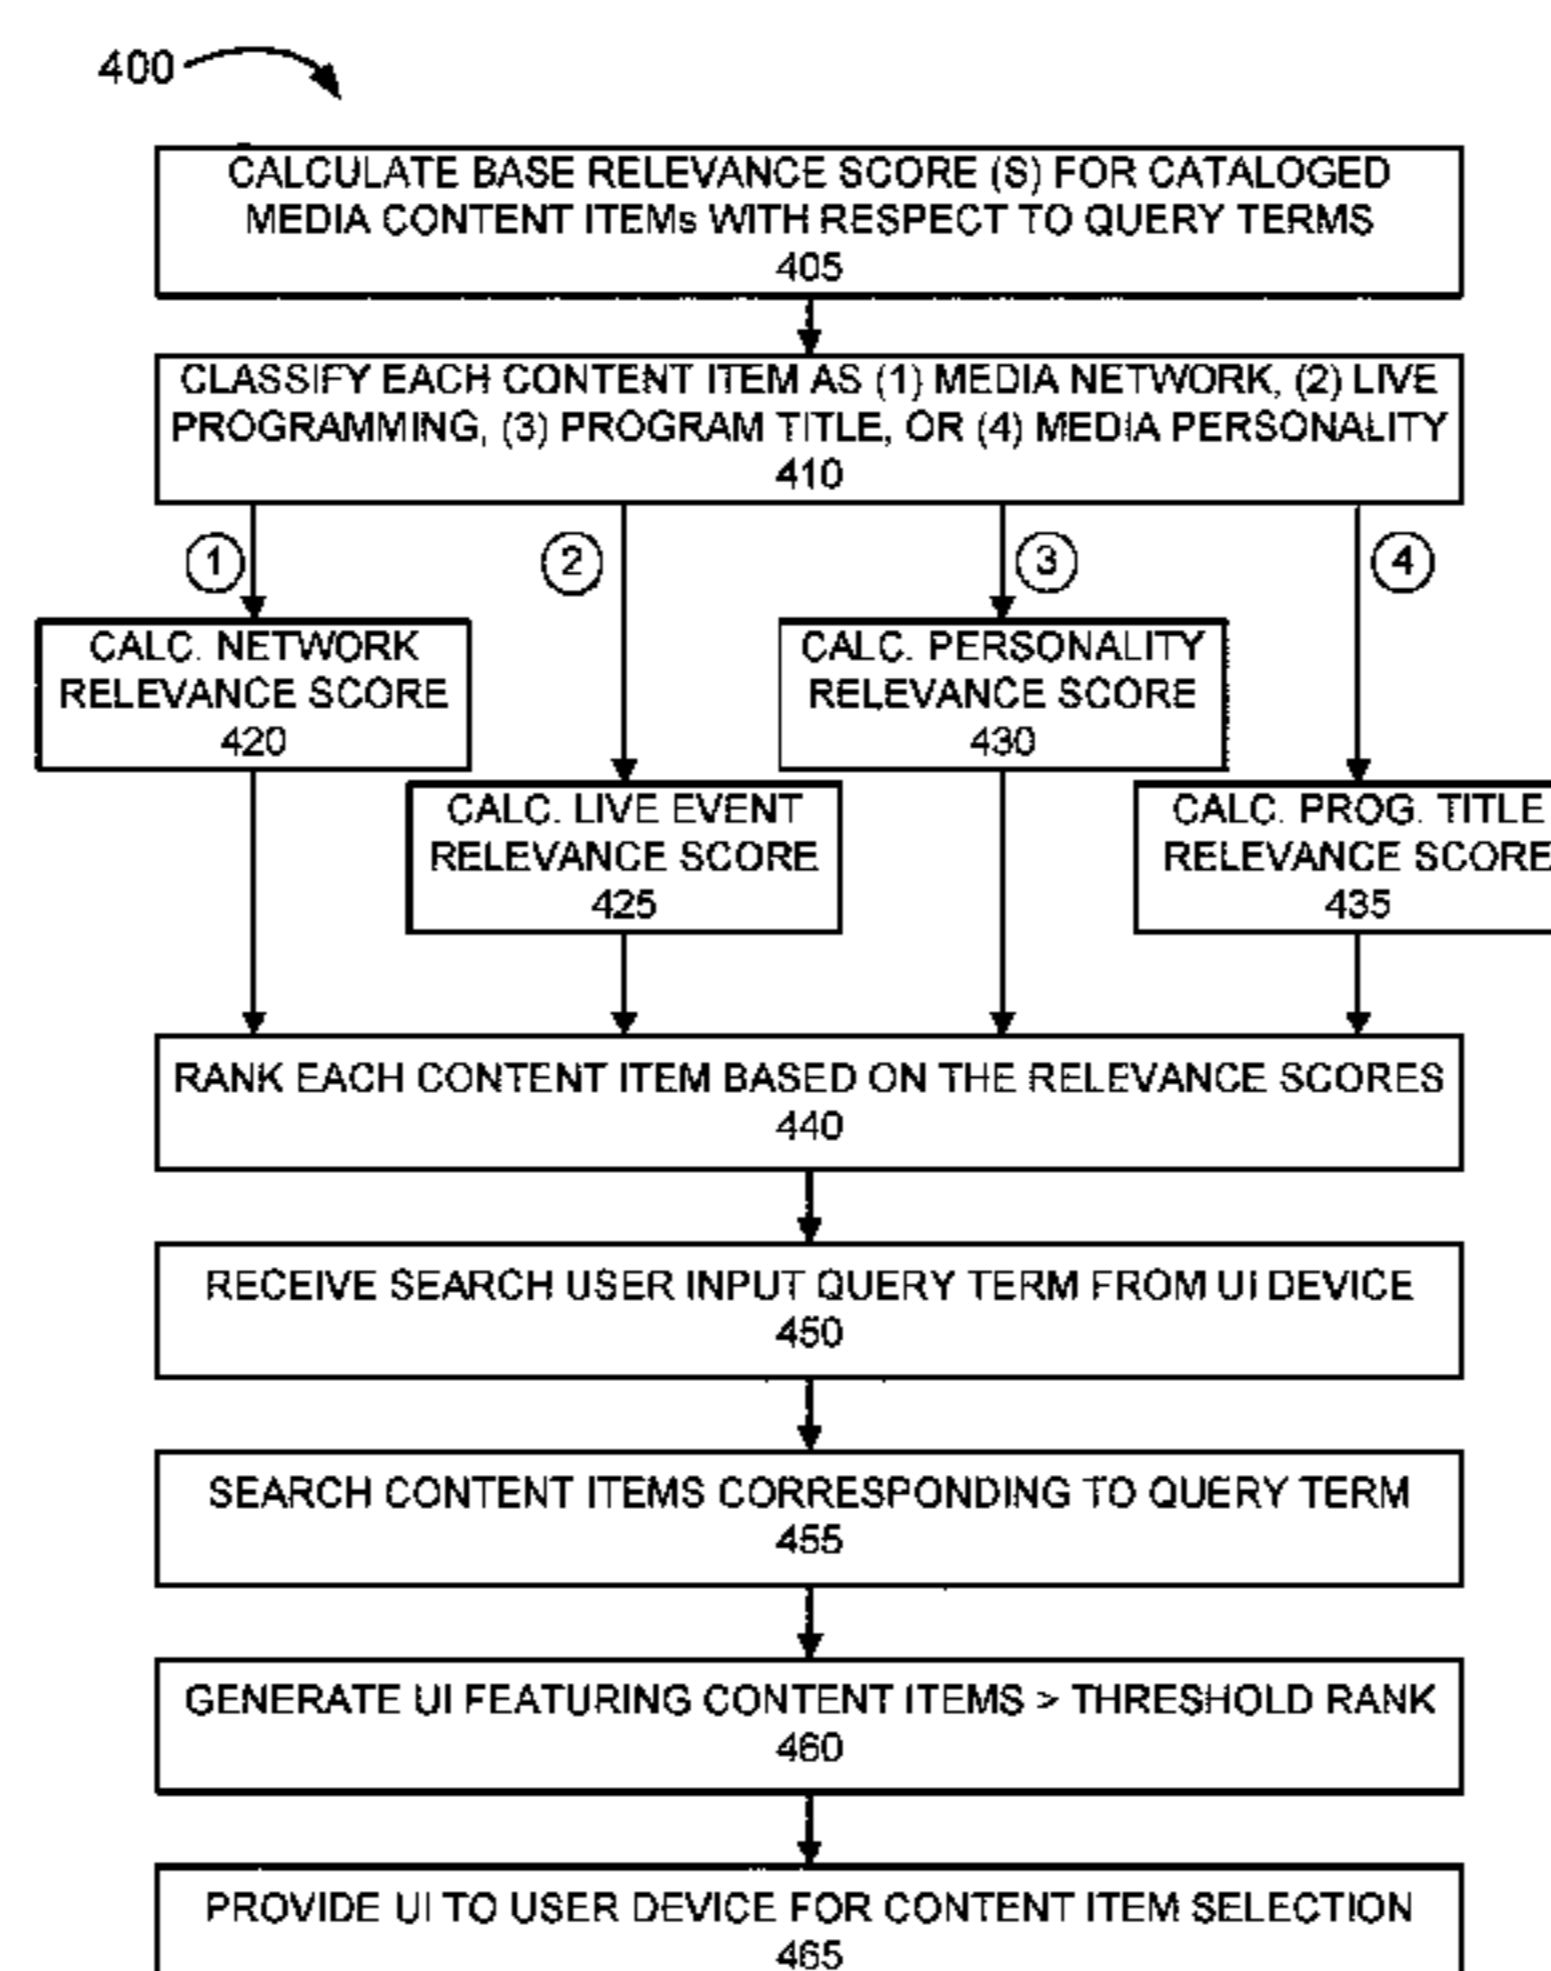 400
CALCULATE BASE RELEVANCE SCORE (S) FOR CATALOGED
MEDIA CONTENT ITEMs WITH RESPECT TO QUERY TERMS
405
CLASSIFY EACH CONTENT ITEM AS (1) MEDIA NETWORK, (2) LIVE
PROGRAMMING, (3) PROGRAM TITLE, OR (4) MEDIA PERSONALITY
410
1
2
3
4
CALC. NETWORK
RELEVANCE SCORE
420
CALC. LIVE EVENT
RELEVANCE SCORE
425
CALC. PERSONALITY
RELEVANCE SCORE
430
CALC. PROG. TITLE
RELEVANCE SCORE
435
RANK EACH CONTENT ITEM BASED ON THE RELEVANCE SCORES
440
RECEIVE SEARCH USER INPUT QUERY TERM FROM UI DEVICE
450
SEARCH CONTENT ITEMS CORRESPONDING TO QUERY TERM
455
GENERATE UI FEATURING CONTENT ITEMS > THRESHOLD RANK
460
PROVIDE UI TO USER DEVICE FOR CONTENT ITEM SELECTION
465